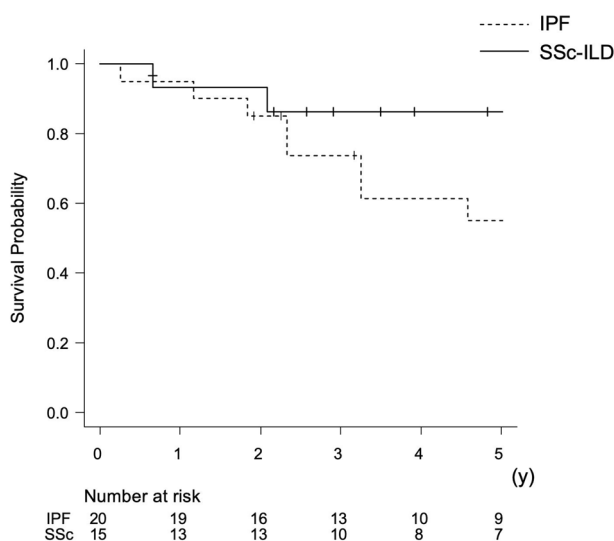 IPF
SSc-ILD
1.0
0.8
0.6
0.4
0.2
0.0
Survival Probability
0 1 2 3 4 5
(y)
Number at risk
IPF 20 19 16 13 10 9
SSc 15 13 13 10 8 7